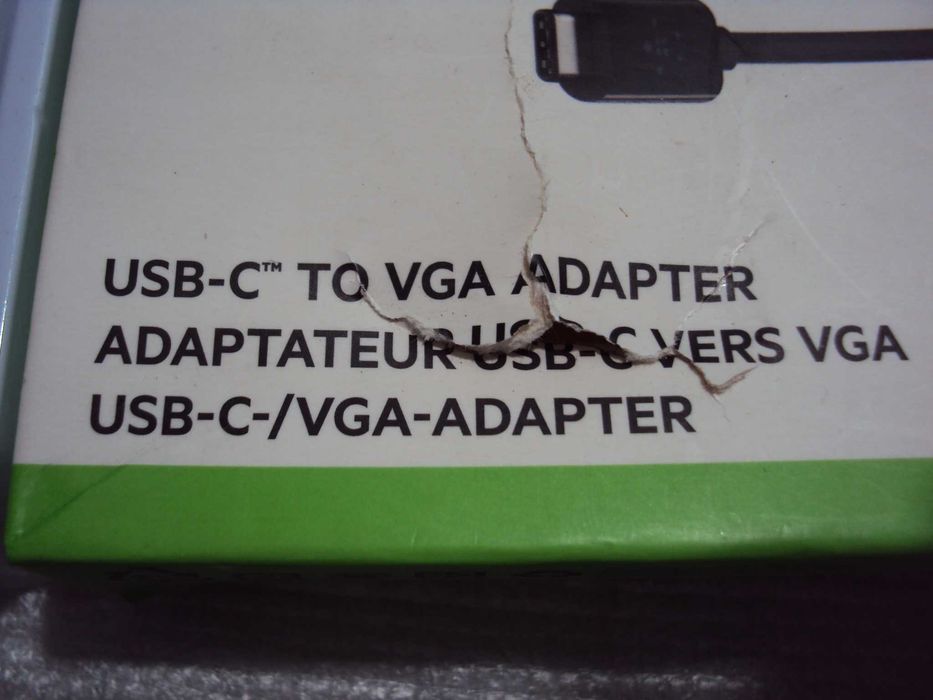 USB-C™ TO VGA ADAPTER
ADAPTATEUR USB-C VERS VGA
USB-C-/VGA-ADAPTER